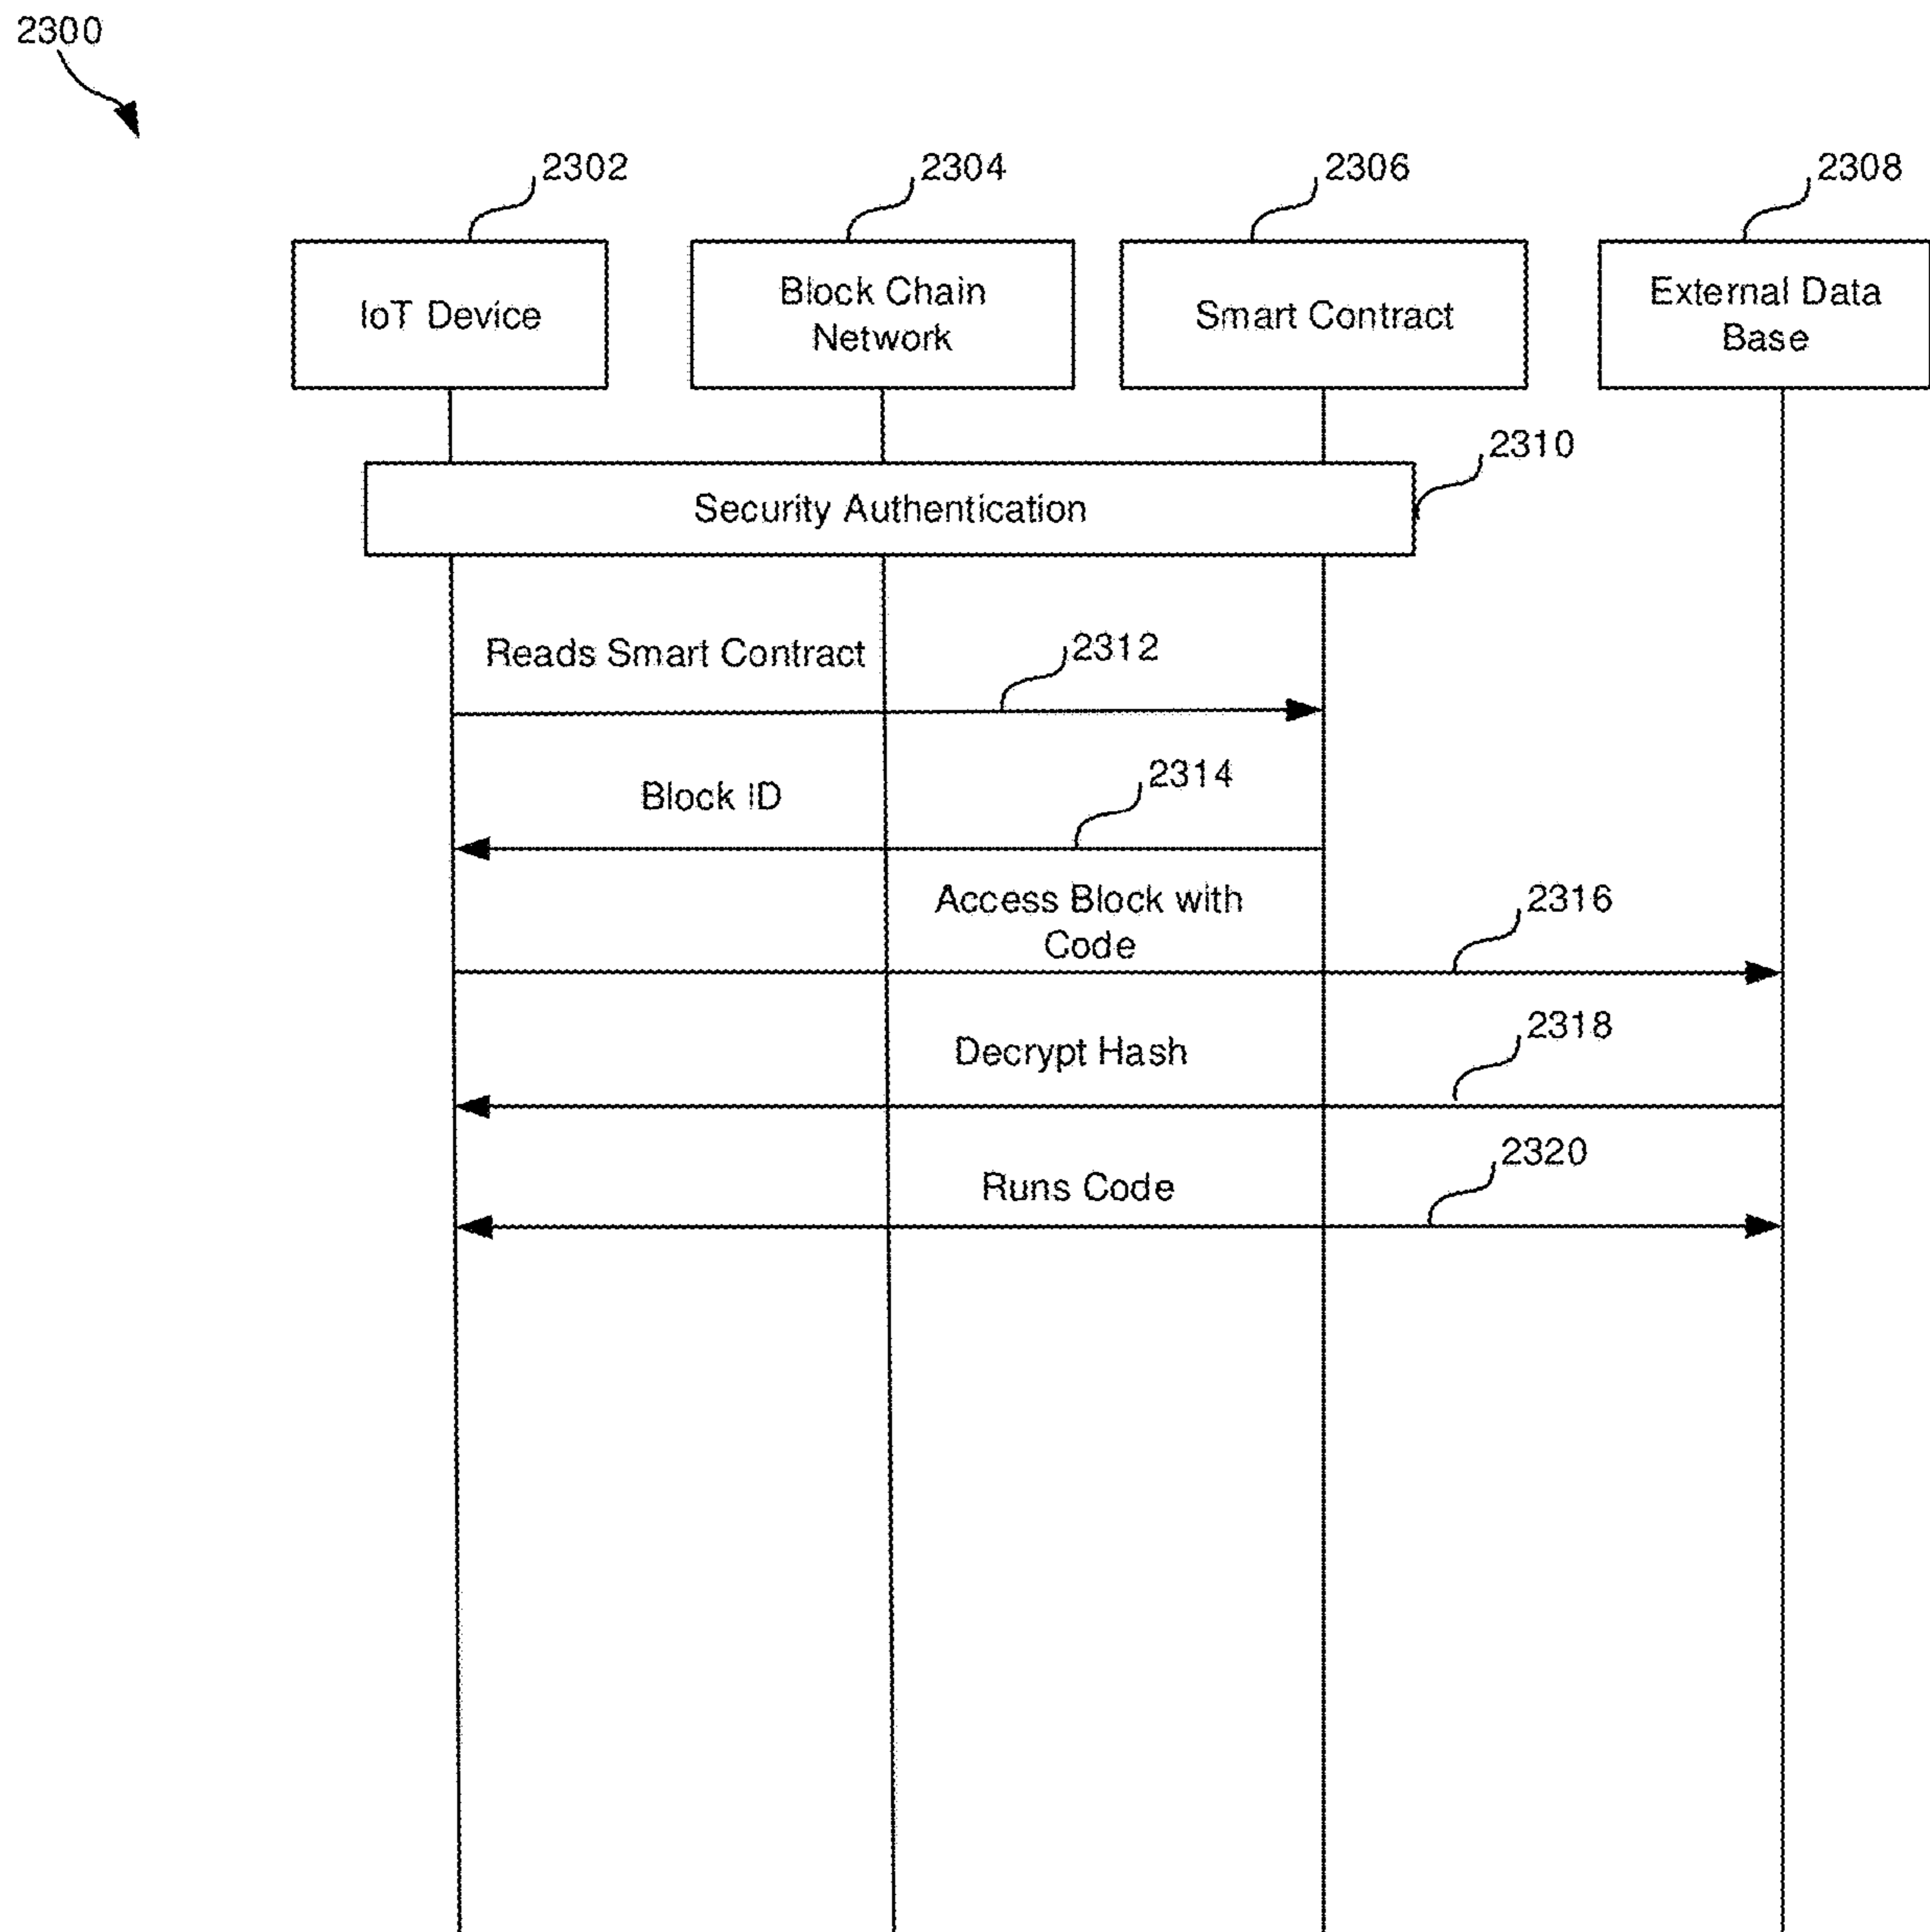 2300
2302
2304
2306
2308
IoT Device
Block Chain
Network
Smart Contract
External Data
Base
2310
Security Authentication
Reads Smart Contract
2312
2314
Block ID
Access Block with
Code
2316
2318
Decrypt Hash
2320
Runs Code